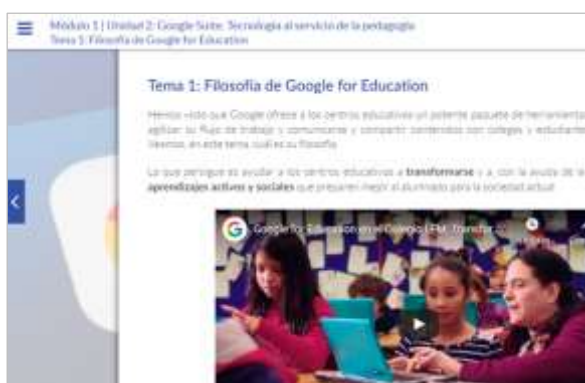 Módulo 1 | Unidad 2: Google Suite: Tecnología al servicio de la pedagogía
Tema 1: Filosofía de Google for Education
Tema 1: Filosofía de Google for Education
Hemos visto que Google ofrece a los centros educativos un potente paquete de herramientas
agilizar su flujo de trabajo y comunicarse y compartir contenidos con colegas y estudiantes
Veamos, en este tema, cuál es su filosofía.
Lo que persigue es ayudar a los centros educativos a transformarse y a, con la ayuda de la
aprendizajes activos y sociales que preparen mejor al alumnado para la sociedad actual
Google for Education en el Colegio LFM. Transfor